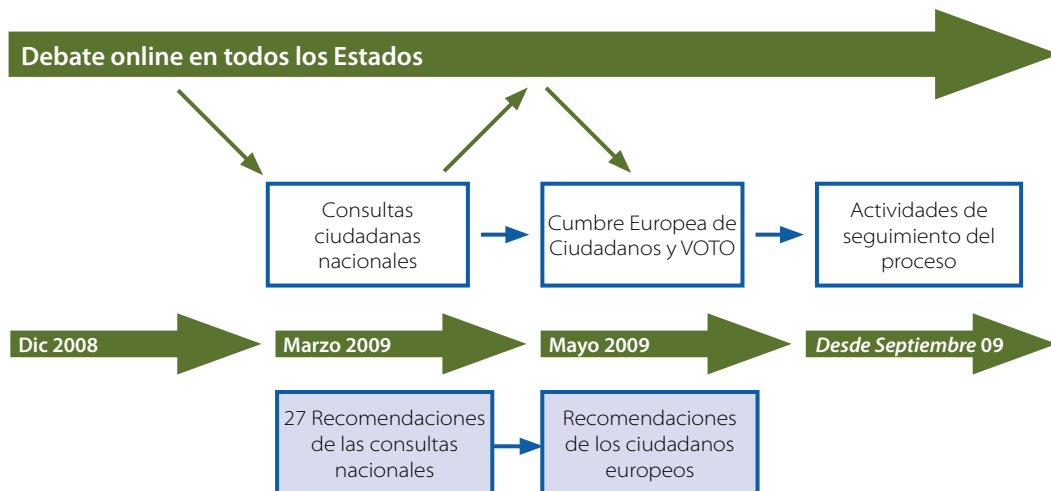 Debate online en todos los Estados
Consultas
ciudadanas
nacionales
Cumbre Europea de
Ciudadanos y VOTO
Actividades de
seguimiento del
proceso
Dic 2008
Marzo 2009
Mayo 2009
Desde Septiembre 09
27 Recomendaciones
de las consultas
nacionales
Recomendaciones
de los ciudadanos
europeos